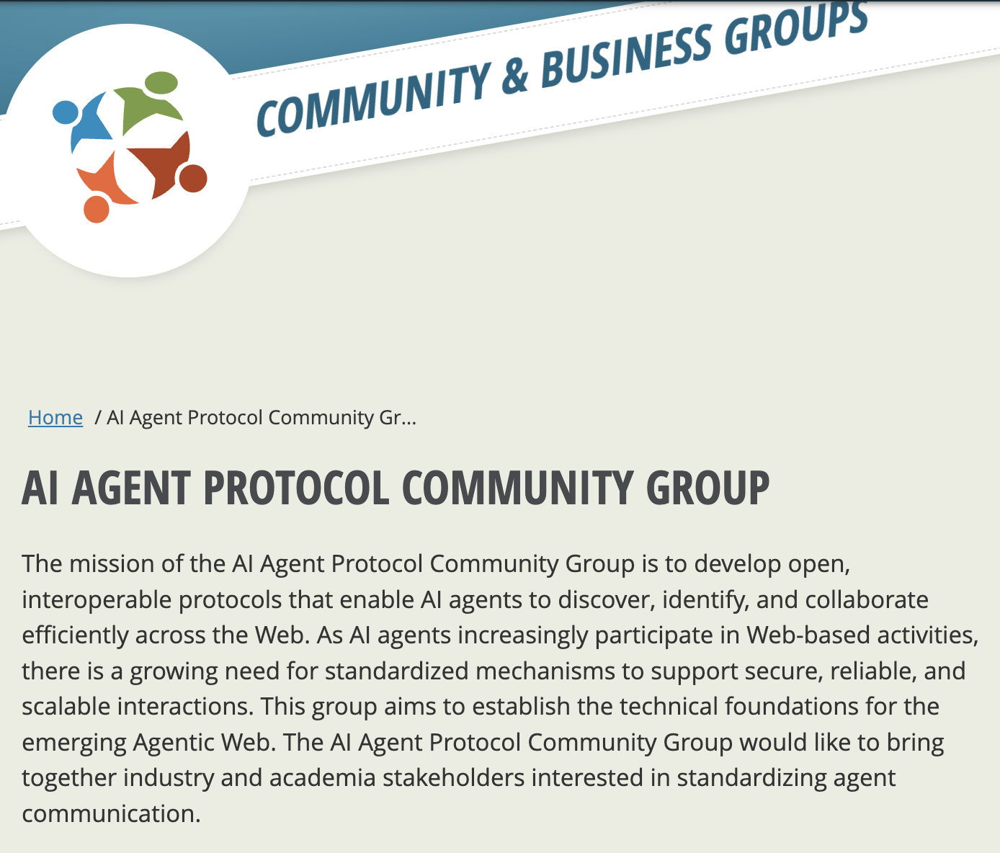 COMMUNITY & BUSINESS GROUPS
Home / AI Agent Protocol Community Gr...
AI AGENT PROTOCOL COMMUNITY GROUP
The mission of the AI Agent Protocol Community Group is to develop open,
interoperable protocols that enable AI agents to discover, identify, and collaborate
efficiently across the Web. As AI agents increasingly participate in Web-based activities,
there is a growing need for standardized mechanisms to support secure, reliable, and
scalable interactions. This group aims to establish the technical foundations for the
emerging Agentic Web. The AI Agent Protocol Community Group would like to bring
together industry and academia stakeholders interested in standardizing agent
communication.